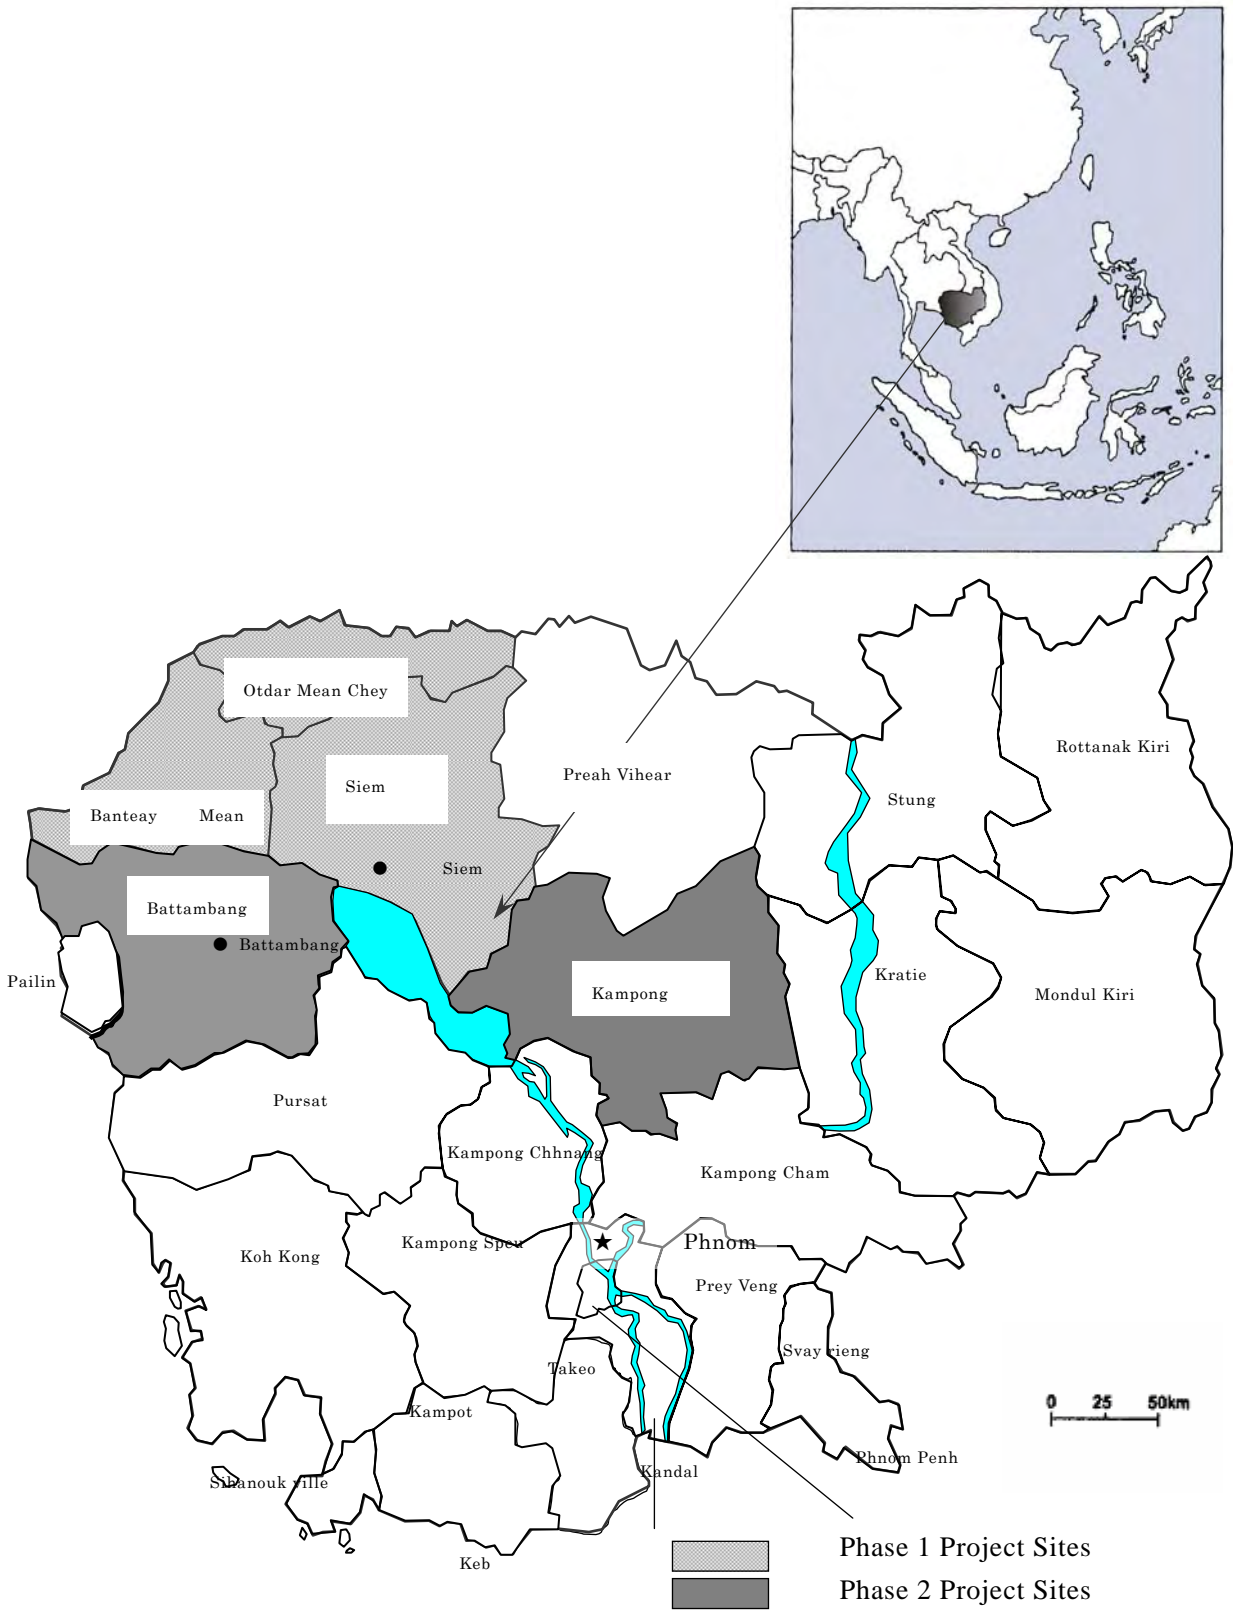 Otdar Mean Chey
Rottanak Kiri
Preah Vihear
Siem
Stung
Banteay Mean
Siem
Battambang
Battambang
Pailin
Kampong
Kratie
Mondul Kiri
Pursat
Kampong Chhnang
Kampong Cham
Koh Kong
Kampong Speu
Phnom
Prey Veng
Svay rieng
Takeo
0 25 50km
Kampot
Phnom Penh
Kandal
Sihanouk ville
Keb
Phase 1 Project Sites
Phase 2 Project Sites